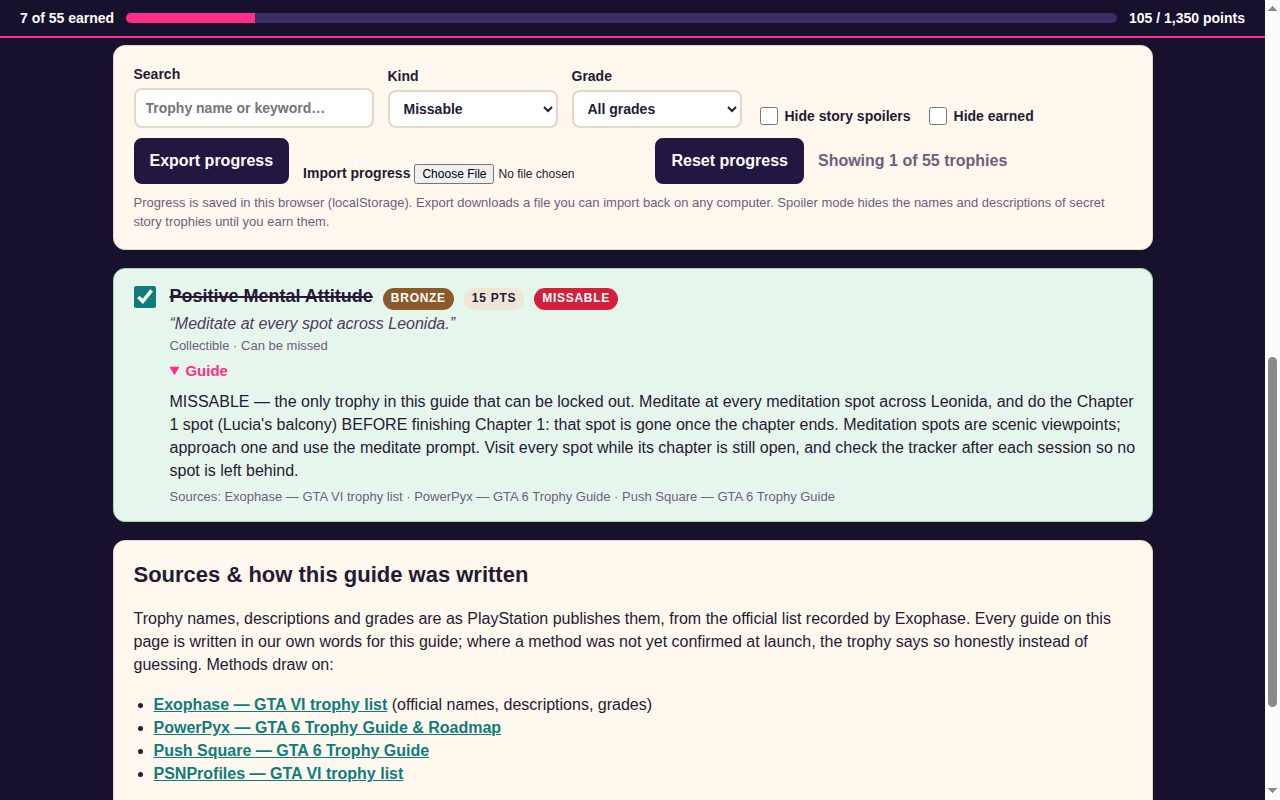 7 of 55 earned
105 / 1,350 points
Search
Kind
Grade
Trophy name or keyword…
Missable
All grades
Hide story spoilers
Hide earned
Export progress
Import progress Choose File No file chosen
Reset progress
Showing 1 of 55 trophies
Progress is saved in this browser (localStorage). Export downloads a file you can import back on any computer. Spoiler mode hides the names and descriptions of secret
story trophies until you earn them.
Positive Mental Attitude BRONZE 15 PTS MISSABLE
“Meditate at every spot across Leonida.”
Collectible · Can be missed
▼ Guide
MISSABLE — the only trophy in this guide that can be locked out. Meditate at every meditation spot across Leonida, and do the Chapter
1 spot (Lucia's balcony) BEFORE finishing Chapter 1: that spot is gone once the chapter ends. Meditation spots are scenic viewpoints;
approach one and use the meditate prompt. Visit every spot while its chapter is still open, and check the tracker after each session so no
spot is left behind.
Sources: Exophase — GTA VI trophy list · PowerPyx — GTA 6 Trophy Guide · Push Square — GTA 6 Trophy Guide
Sources & how this guide was written
Trophy names, descriptions and grades are as PlayStation publishes them, from the official list recorded by Exophase. Every guide on this
page is written in our own words for this guide; where a method was not yet confirmed at launch, the trophy says so honestly instead of
guessing. Methods draw on:
• Exophase — GTA VI trophy list (official names, descriptions, grades)
• PowerPyx — GTA 6 Trophy Guide & Roadmap
• Push Square — GTA 6 Trophy Guide
• PSNProfiles — GTA VI trophy list